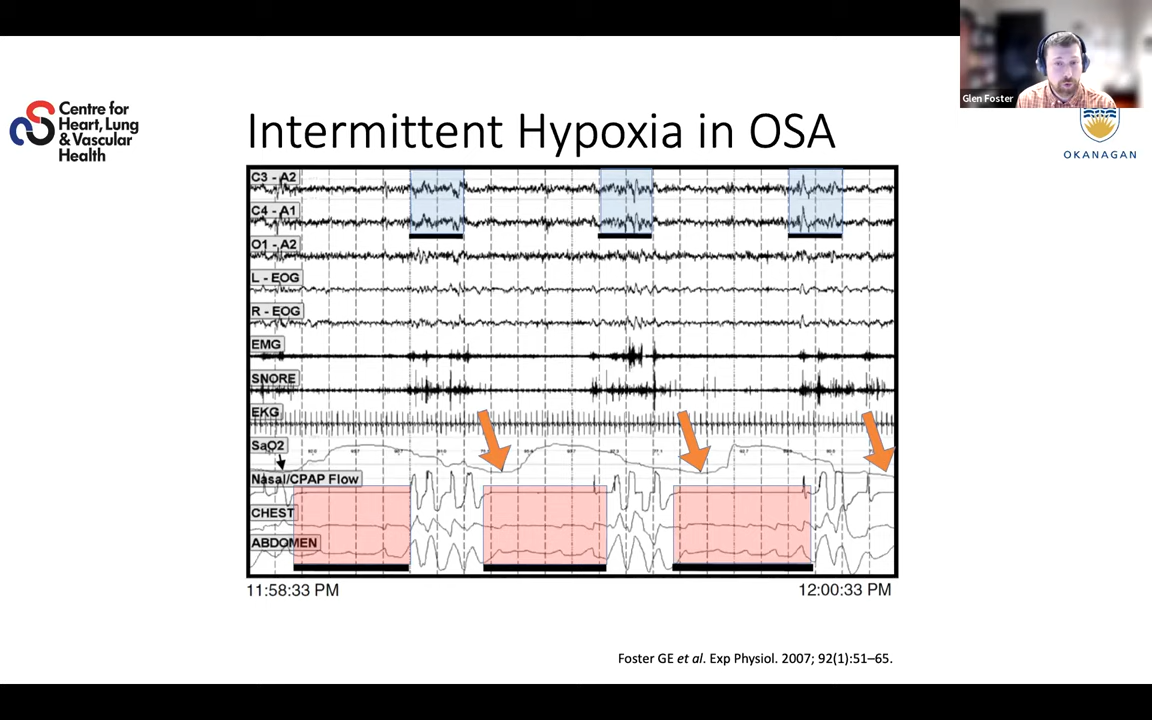 Glen Foster
Centre for
Heart, Lung
& Vascular
Health
OKANAGAN
Intermittent Hypoxia in OSA
C3 - A2
C4 - A1
O1 - A2
L - EOG
R - EOG
EMG
SNORE
EKG
SaO2
Nasal/CPAP Flow
CHEST
ABDOMEN
11:58:33 PM
12:00:33 PM
Foster GE et al. Exp Physiol. 2007; 92(1):51–65.